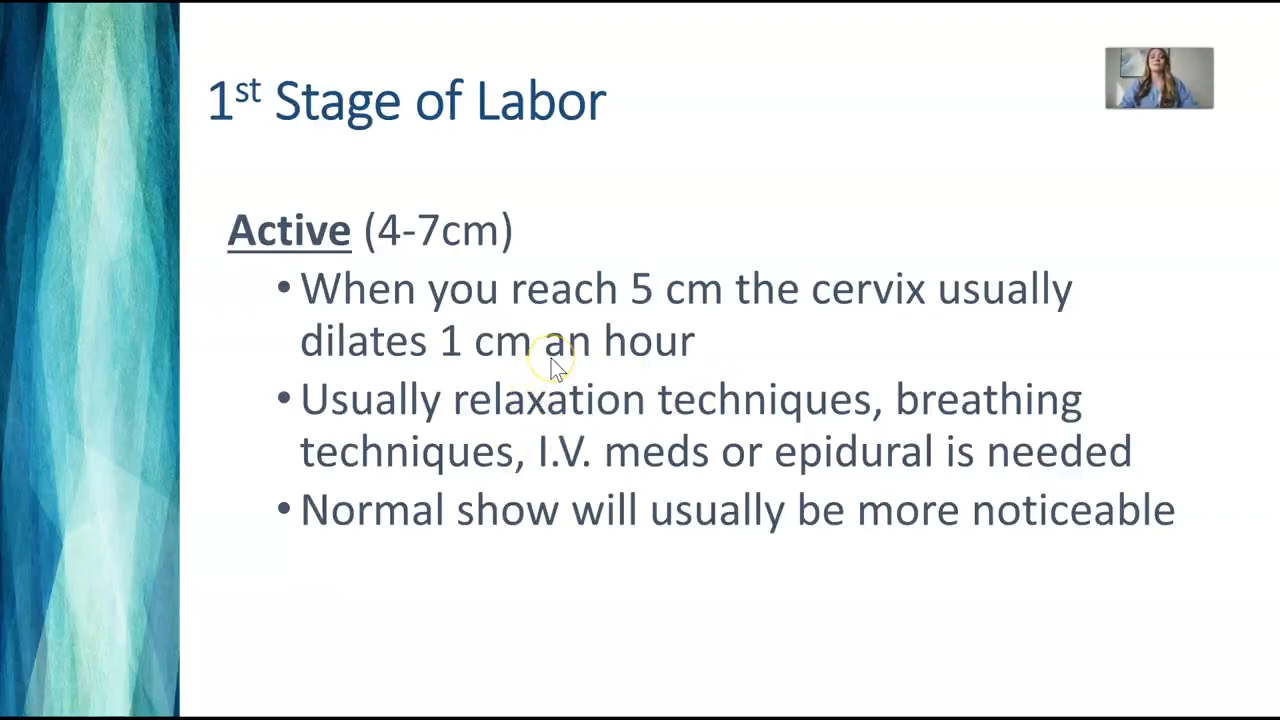 1st Stage of Labor
Active (4-7cm)
• When you reach 5 cm the cervix usually
dilates 1 cm an hour
• Usually relaxation techniques, breathing
techniques, I.V. meds or epidural is needed
• Normal show will usually be more noticeable